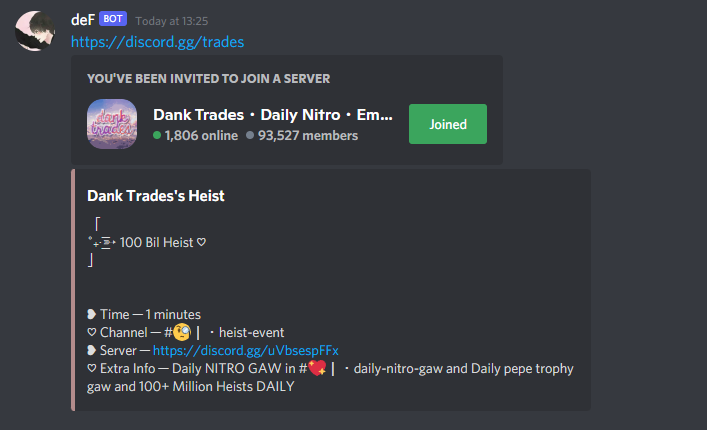 deF BOT Today at 13:25
https://discord.gg/trades
YOU'VE BEEN INVITED TO JOIN A SERVER
dank
trades
Dank Trades • Daily Nitro • Em...
1,806 online 93,527 members
Joined
Dank Trades's Heist
⌈
˚₊· ͟͟͞͞➳ 100 Bil Heist ♡
⌋
❥ Time — 1 minutes
♡ Channel — #🧐 | ・heist-event
❥ Server — https://discord.gg/uVbsespFFx
♡ Extra Info — Daily NITRO GAW in #💖 | ・daily-nitro-gaw and Daily pepe trophy
gaw and 100+ Million Heists DAILY